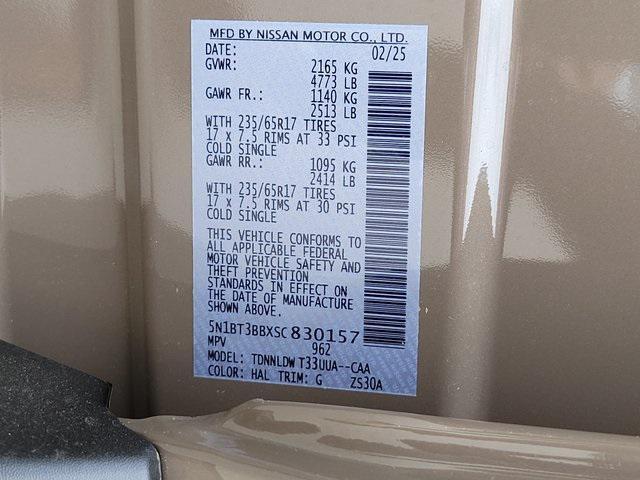 MFD BY NISSAN MOTOR CO., LTD.
DATE: 02/25
GVWR: 2165 KG
4773 LB
GAWR FR.: 1140 KG
2513 LB
WITH 235/65R17 TIRES
17 x 7.5 RIMS AT 33 PSI
COLD SINGLE
GAWR RR.: 1095 KG
2414 LB
WITH 235/65R17 TIRES
17 x 7.5 RIMS AT 30 PSI
COLD SINGLE
THIS VEHICLE CONFORMS TO
ALL APPLICABLE FEDERAL
MOTOR VEHICLE SAFETY AND
THEFT PREVENTION
STANDARDS IN EFFECT ON
THE DATE OF MANUFACTURE
SHOWN ABOVE.
5N1BT3BBXSC830157
MPV 962
MODEL: TDNNLDW T33UUA--CAA
COLOR: HAL TRIM: G ZS30A